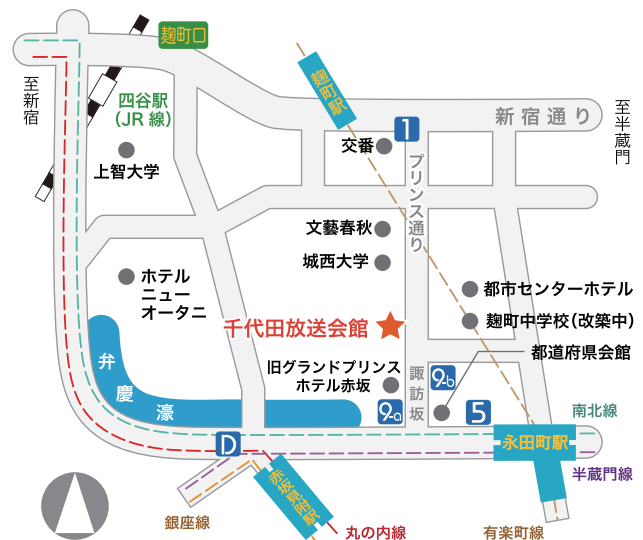 麹町口
至新宿
四谷駅
（JR 線）
上智大学
麹町駅
1
交番
新宿通り
至半蔵門
プリンス通り
文藝春秋
城西大学
ホテル
ニュー
オータニ
都市センターホテル
麹町中学校（改築中）
千代田放送会館
都道府県会館
弁慶濠
旧グランドプリンス
ホテル赤坂
諏訪坂
9-b
9-a
5
南北線
D
永田町駅
半蔵門線
赤坂見附駅
銀座線
丸の内線
有楽町線